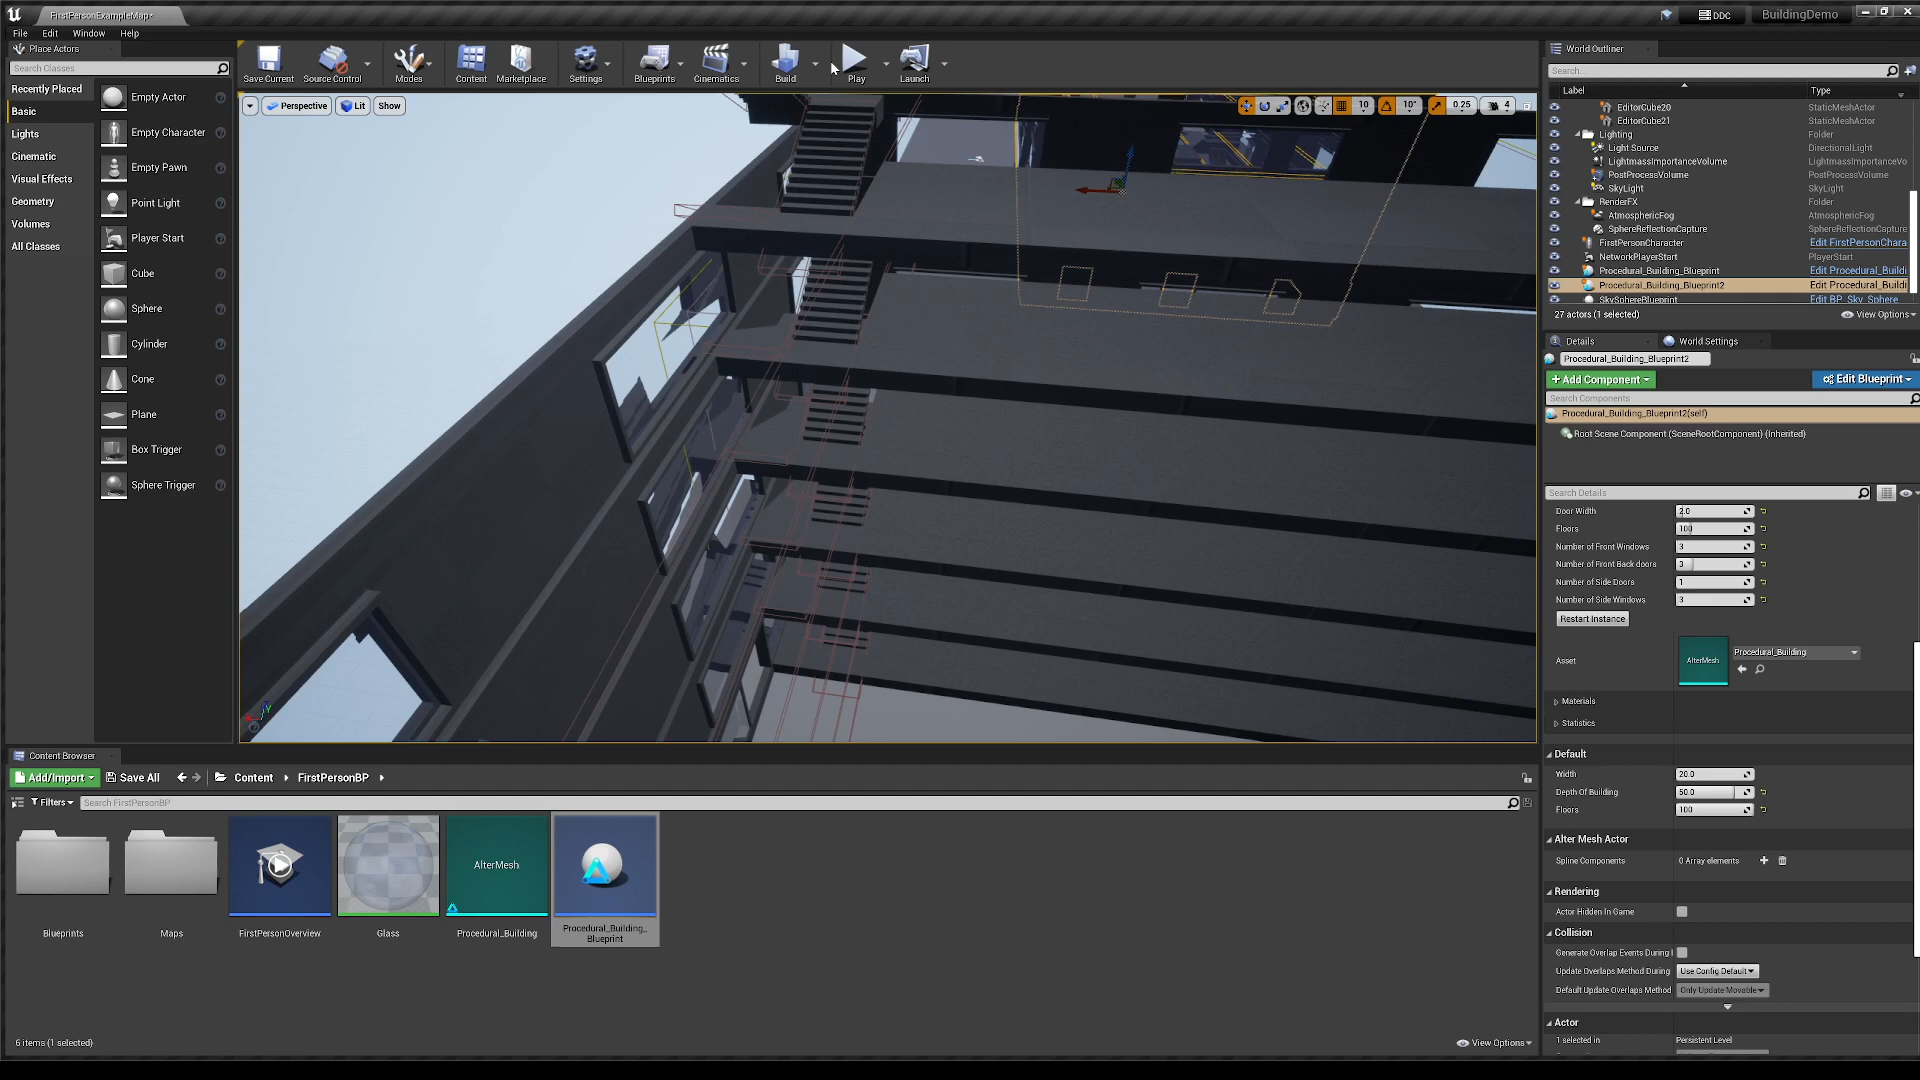 FirstPersonExampleMap*
DDC
BuildingDemo
File Edit Window Help
Place Actors
Search Classes
Recently Placed
Basic
Lights
Cinematic
Visual Effects
Geometry
Volumes
All Classes
Empty Actor
Empty Character
Empty Pawn
Point Light
Player Start
Cube
Sphere
Cylinder
Cone
Plane
Box Trigger
Sphere Trigger
Save Current
Source Control
Modes
Content
Marketplace
Settings
Blueprints
Cinematics
Build
Play
Launch
Perspective
Lit
Show
10
10°
0.25
4
World Outliner
Search...
Label Type
EditorCube20 StaticMeshActor
EditorCube21 StaticMeshActor
Lighting Folder
Light Source DirectionalLight
LightmassImportanceVolume LightmassImportanceVo
PostProcessVolume PostProcessVolume
SkyLight SkyLight
RenderFX Folder
AtmosphericFog AtmosphericFog
SphereReflectionCapture SphereReflectionCapture
FirstPersonCharacter Edit FirstPersonChara
NetworkPlayerStart PlayerStart
Procedural_Building_Blueprint Edit Procedural_Buildi
Procedural_Building_Blueprint2 Edit Procedural_Buildi
SkySphereBlueprint Edit BP_Sky_Sphere
27 actors (1 selected)
View Options
Details
World Settings
Procedural_Building_Blueprint2
+ Add Component
Edit Blueprint
Search Components
Procedural_Building_Blueprint2(self)
Root Scene Component (SceneRootComponent) (Inherited)
Search Details
Door Width 2.0
Floors 100
Number of Front Windows 3
Number of Front Back doors 3
Number of Side Doors 1
Number of Side Windows 3
Restart Instance
Asset
AlterMesh
Procedural_Building
Materials
Statistics
Default
Width 20.0
Depth Of Building 50.0
Floors 100
Alter Mesh Actor
Spline Components 0 Array elements
Rendering
Actor Hidden In Game
Collision
Generate Overlap Events During
Update Overlaps Method During Use Config Default
Default Update Overlaps Method Only Update Movable
Actor
1 selected in Persistent Level
Content Browser
Add/Import
Save All
Content
FirstPersonBP
Filters
Search FirstPersonBP
Blueprints
Maps
FirstPersonOverview
Glass
AlterMesh
Procedural_Building
Procedural_Building_
Blueprint
6 items (1 selected)
View Options